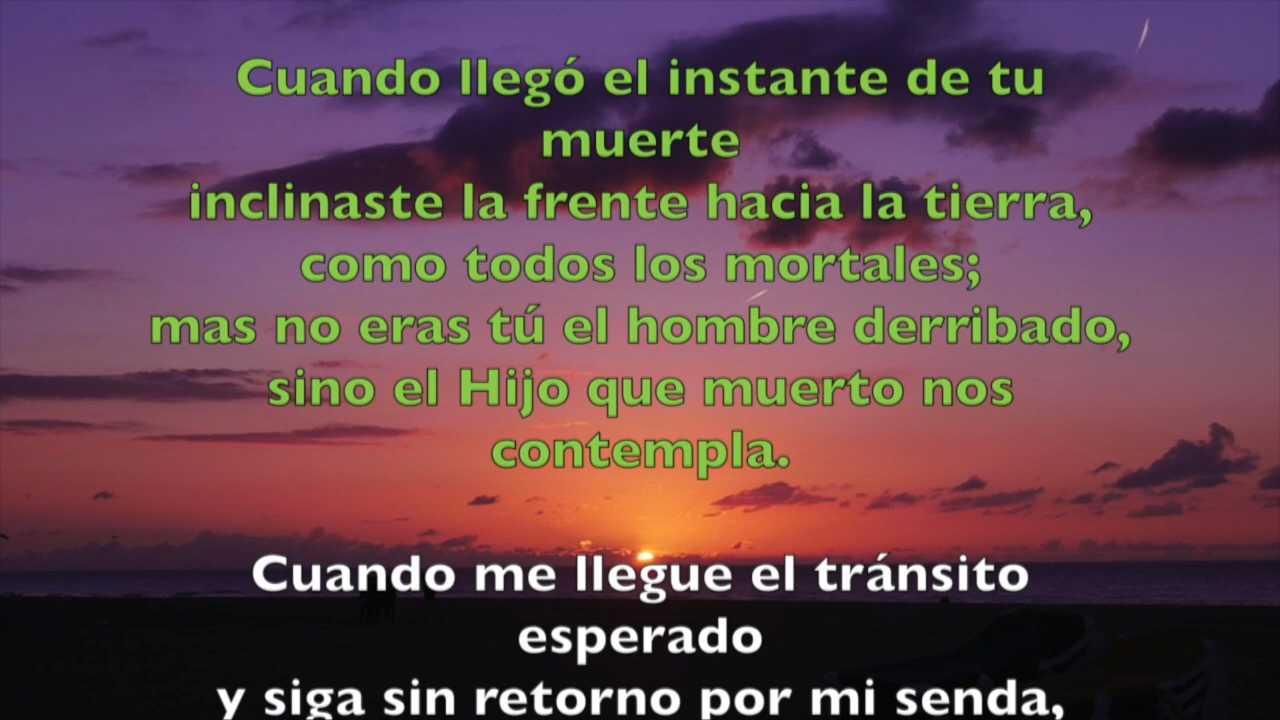 Cuando llegó el instante de tu
muerte
inclinaste la frente hacia la tierra,
como todos los mortales;
mas no eras tú el hombre derribado,
sino el Hijo que muerto nos
contempla.
Cuando me llegue el tránsito
esperado
y siga sin retorno por mi senda,